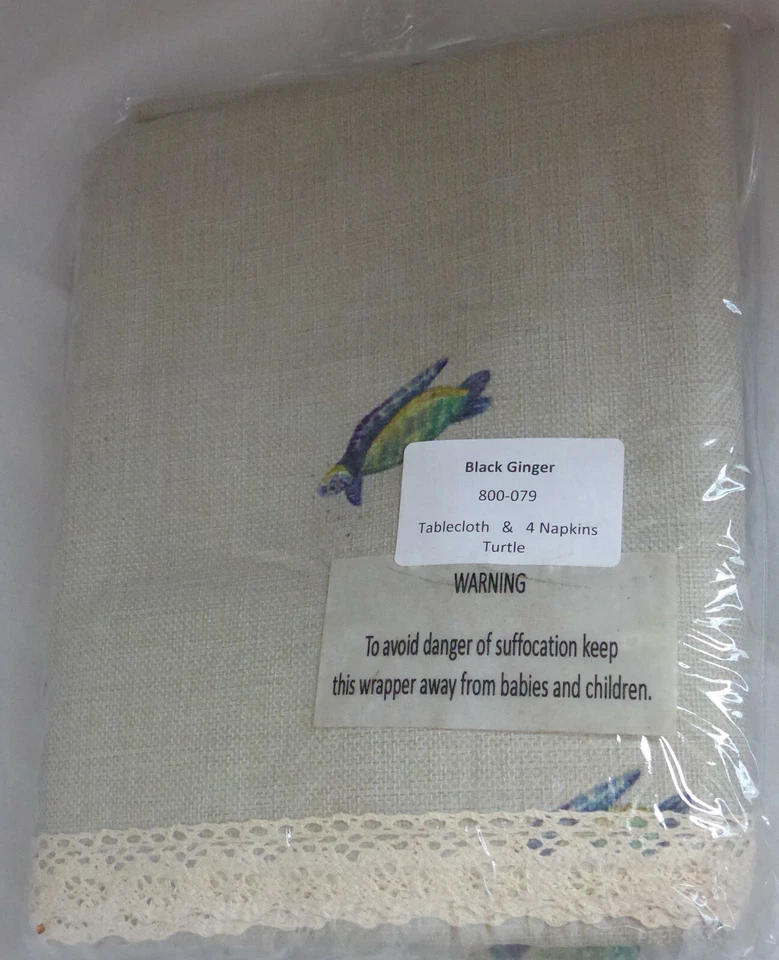 Black Ginger
800-079
Tablecloth & 4 Napkins
Turtle
WARNING
To avoid danger of suffocation keep
this wrapper away from babies and children.